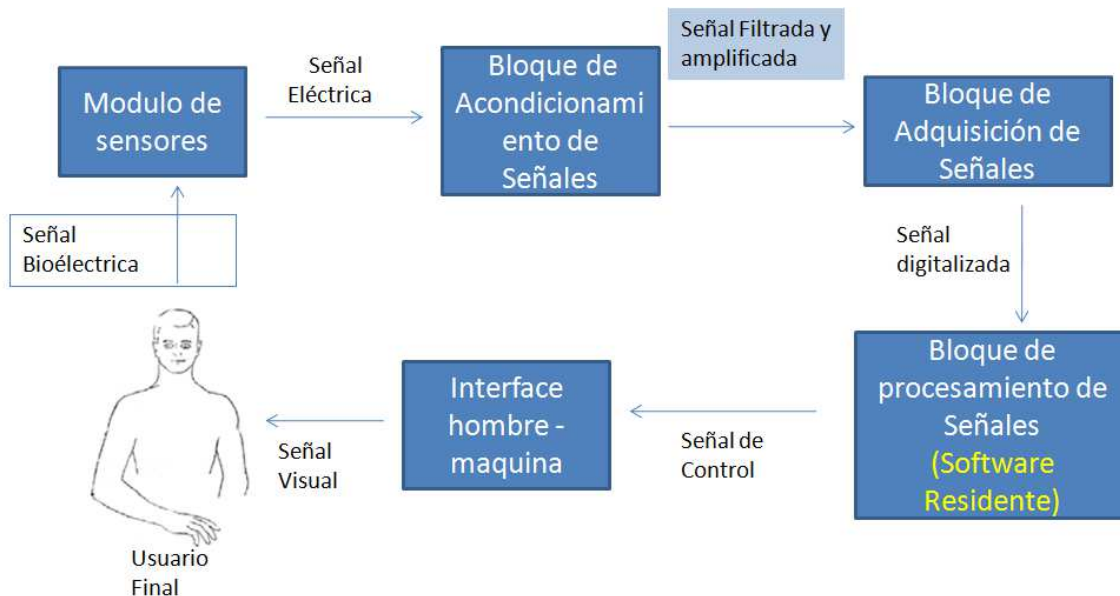 Modulo de
sensores
Señal
Eléctrica
Bloque de
Acondicionami
ento de
Señales
Señal Filtrada y
amplificada
Bloque de
Adquisición de
Señales
Señal
digitalizada
Bloque de
procesamiento de
Señales
(Software
Residente)
Señal de
Control
Interface
hombre -
maquina
Señal
Visual
Usuario
Final
Señal
Bioélectrica